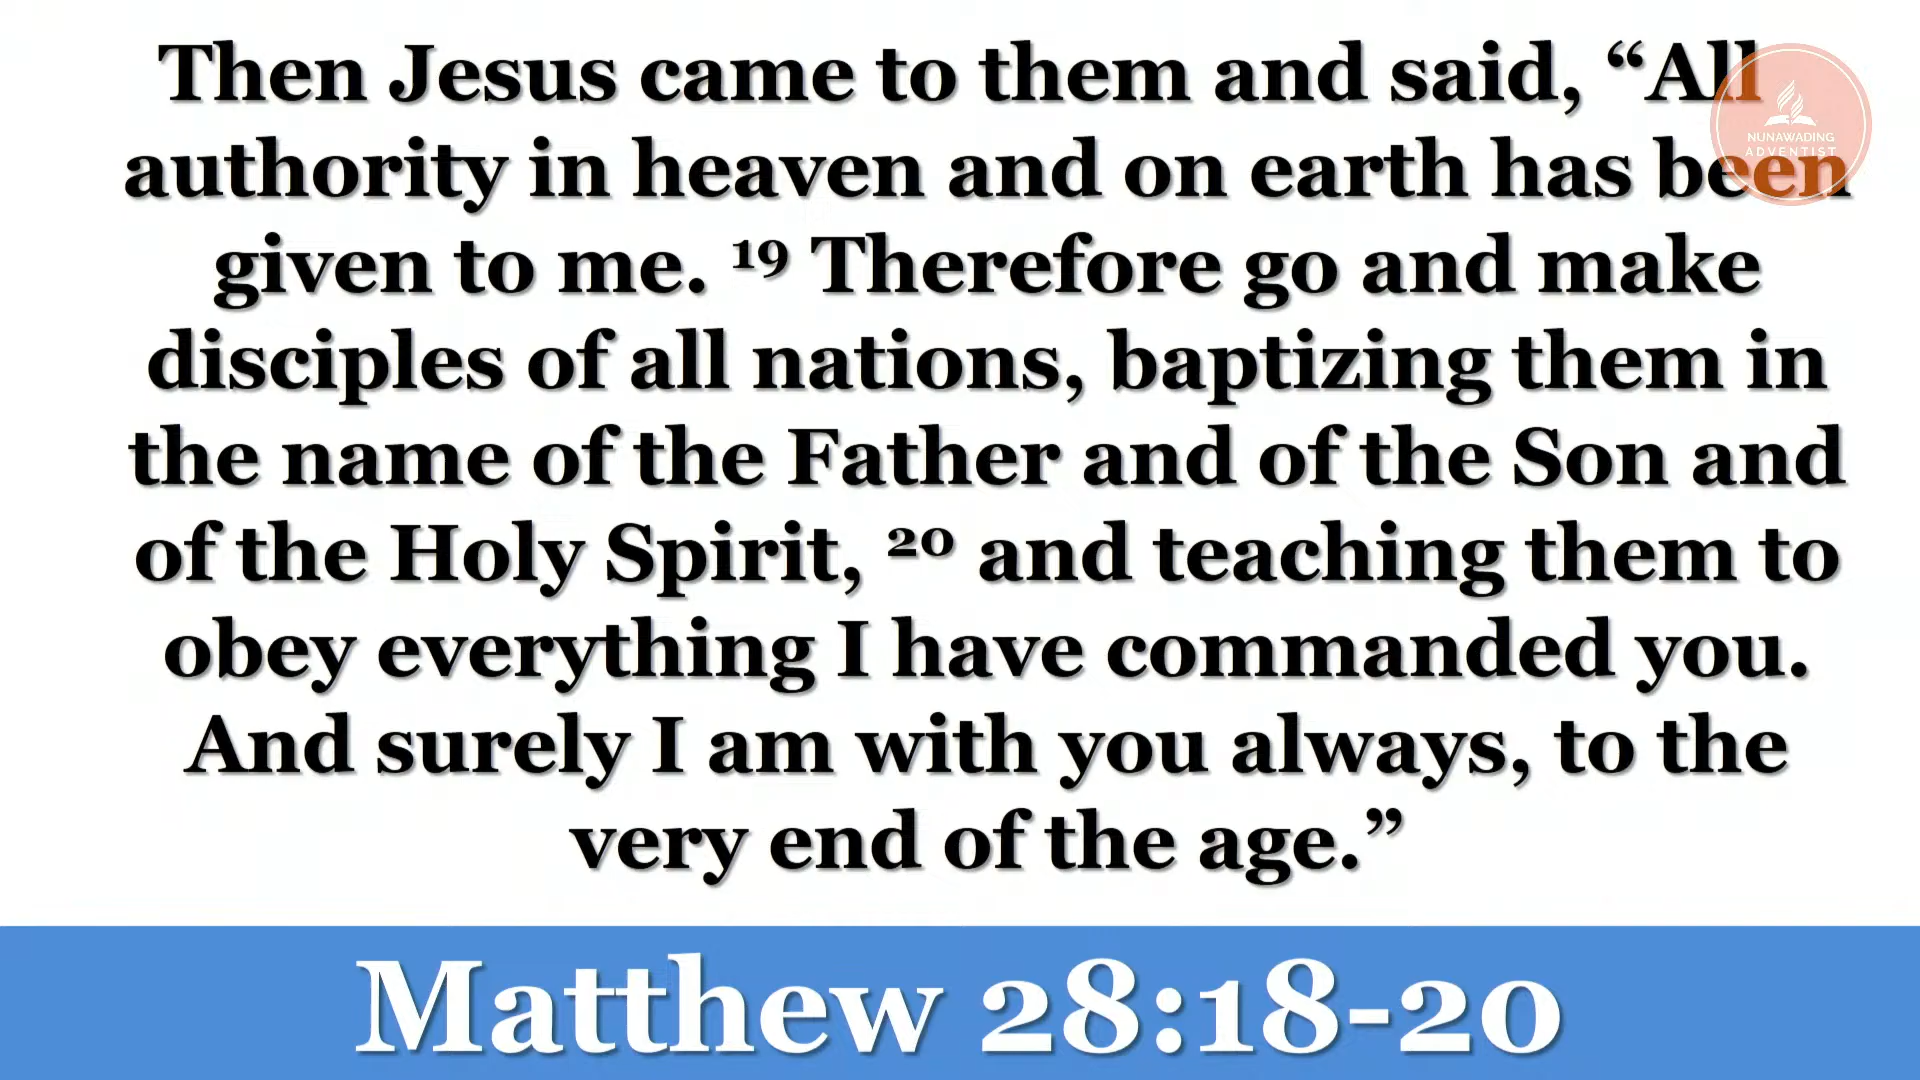 Then Jesus came to them and said, “All
authority in heaven and on earth has been
given to me. 19 Therefore go and make
disciples of all nations, baptizing them in
the name of the Father and of the Son and
of the Holy Spirit, 20 and teaching them to
obey everything I have commanded you.
And surely I am with you always, to the
very end of the age.”
Matthew 28:18-20
NUNAWADING
ADVENTIST